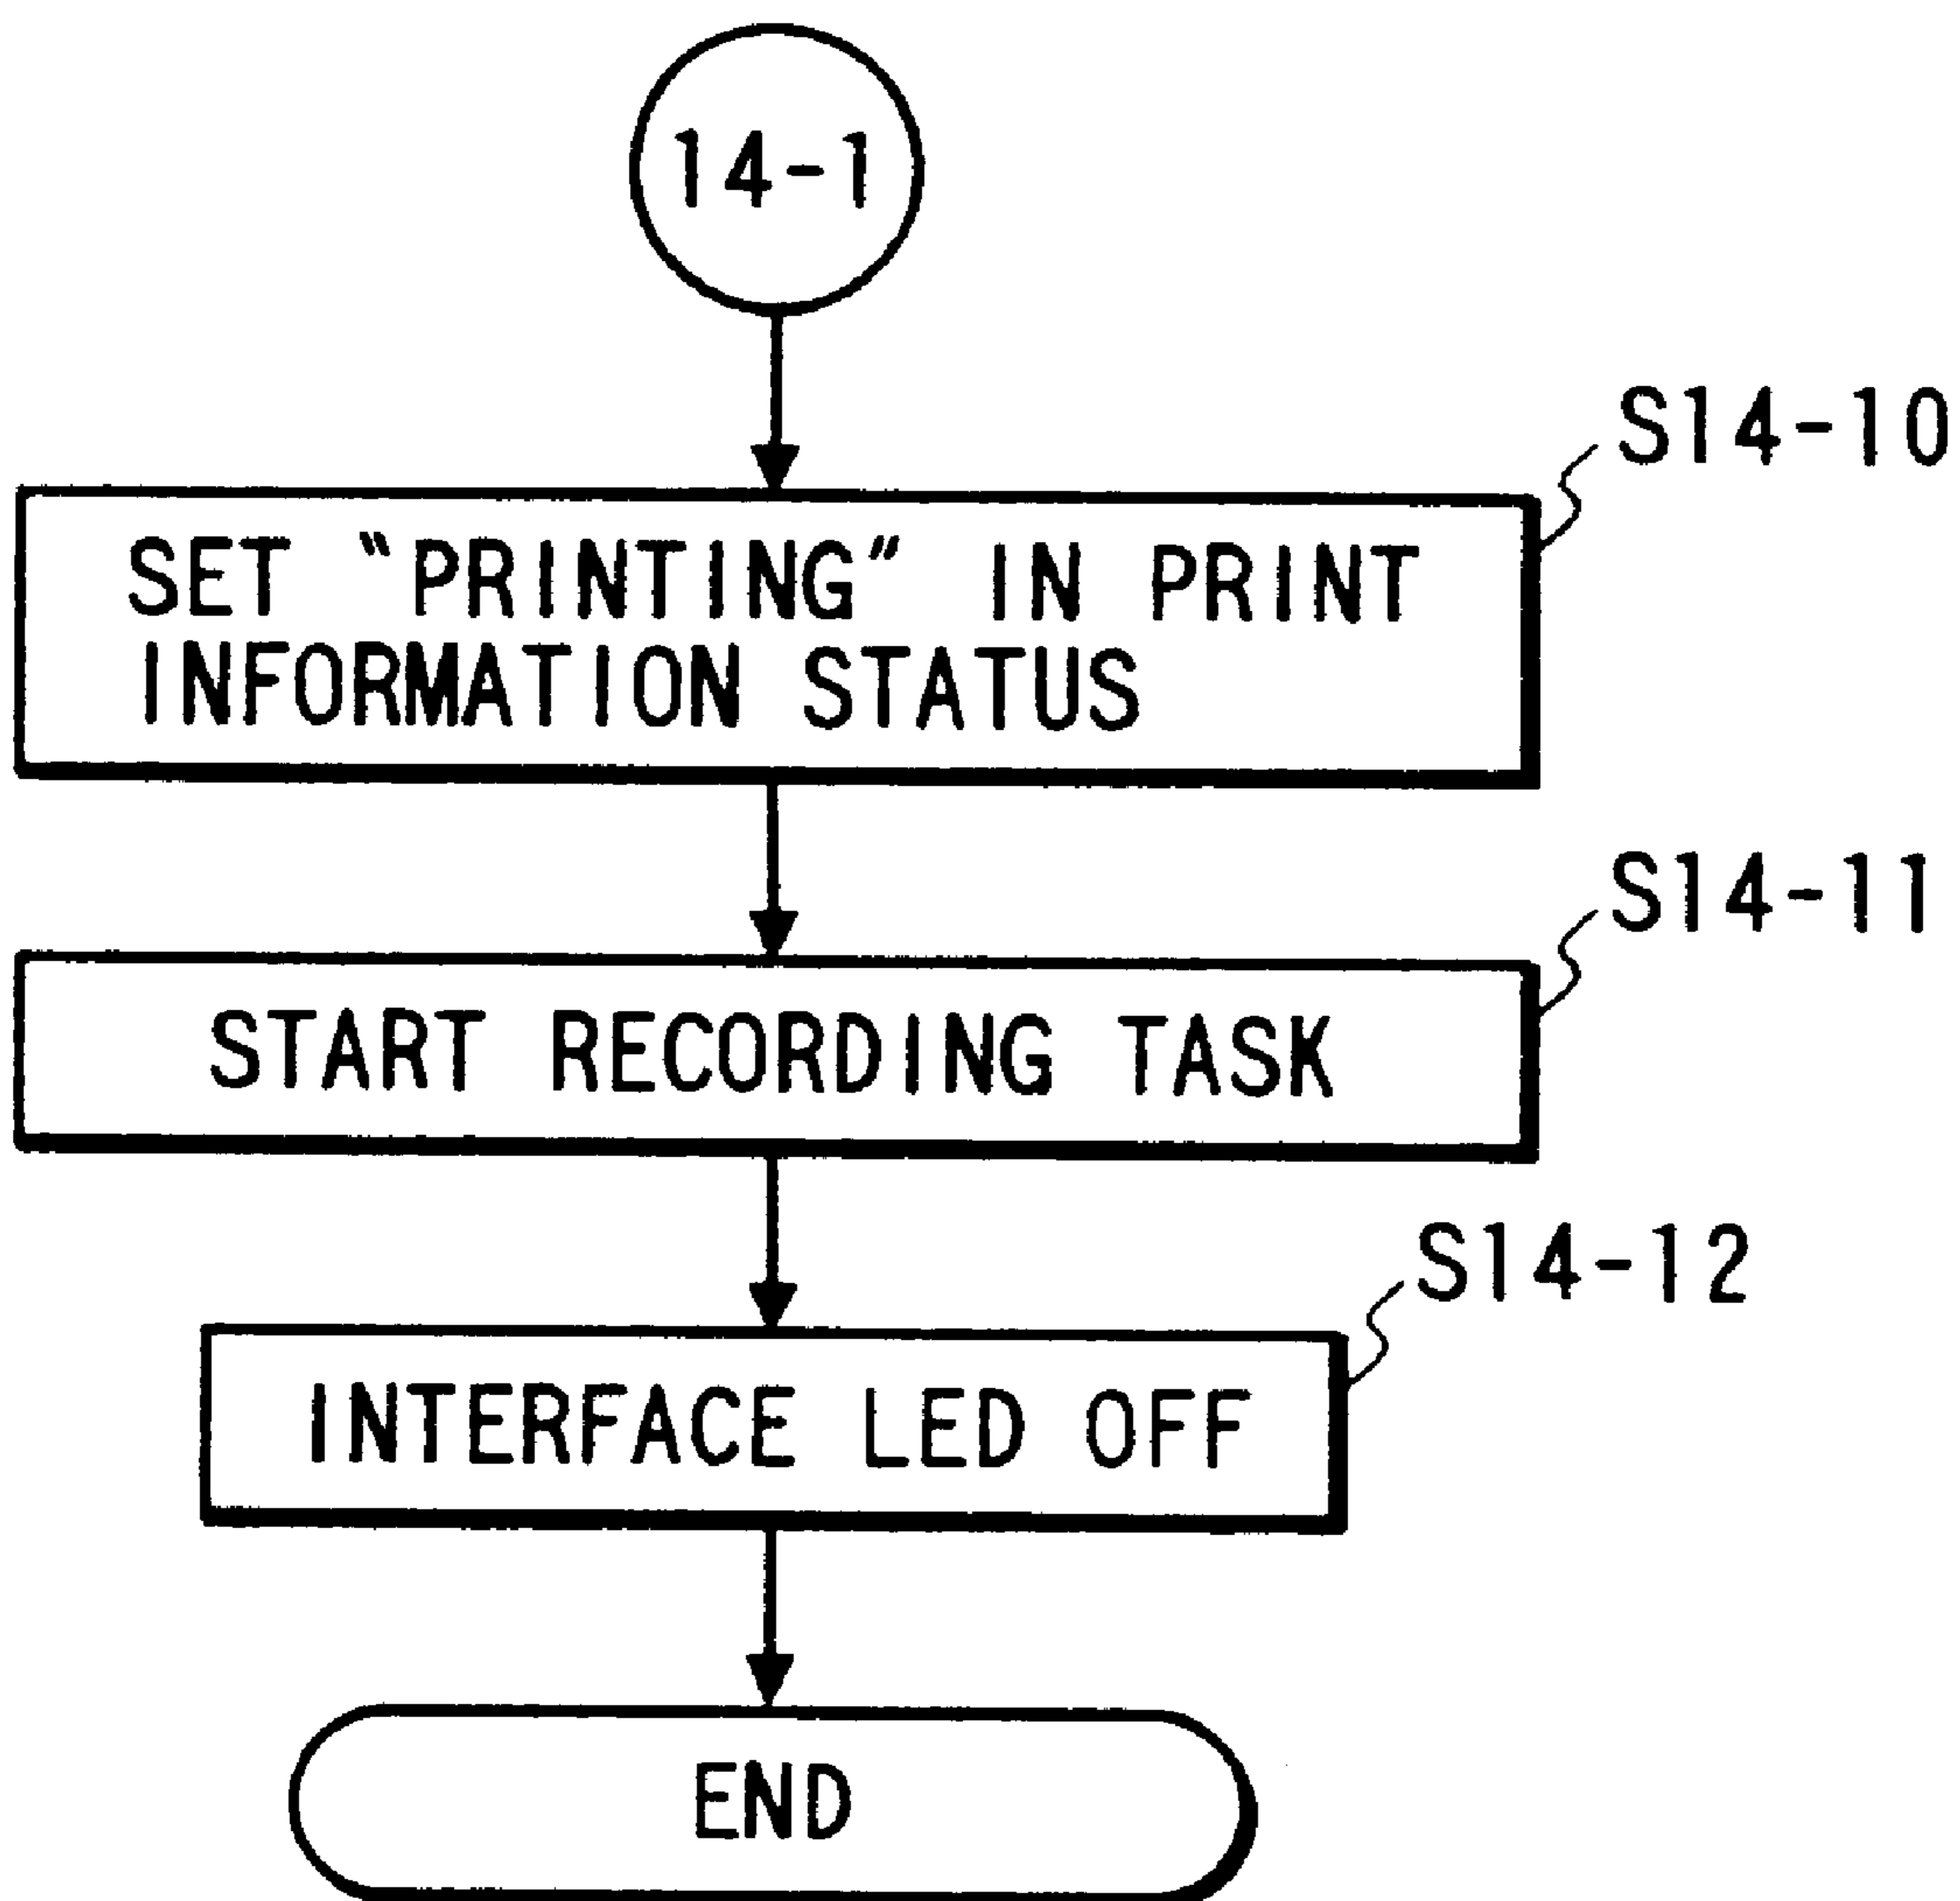 14-1
S14-10
SET "PRINTING" IN PRINT
INFORMATION STATUS
S14-11
START RECORDING TASK
S14-12
INTERFACE LED OFF
END